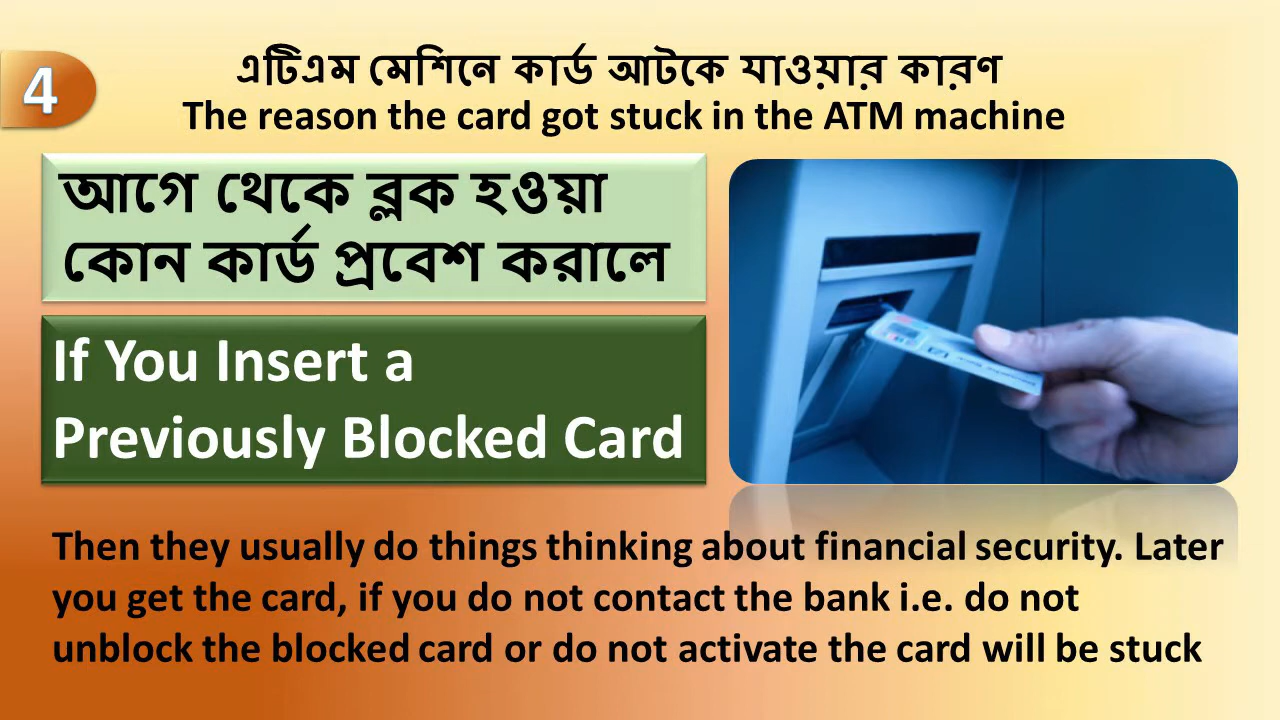 4
এটিএম মেশিনে কার্ড আটকে যাওয়ার কারণ
The reason the card got stuck in the ATM machine
আগে থেকে ব্লক হওয়া
কোন কার্ড প্রবেশ করালে
If You Insert a
Previously Blocked Card
Then they usually do things thinking about financial security. Later
you get the card, if you do not contact the bank i.e. do not
unblock the blocked card or do not activate the card will be stuck